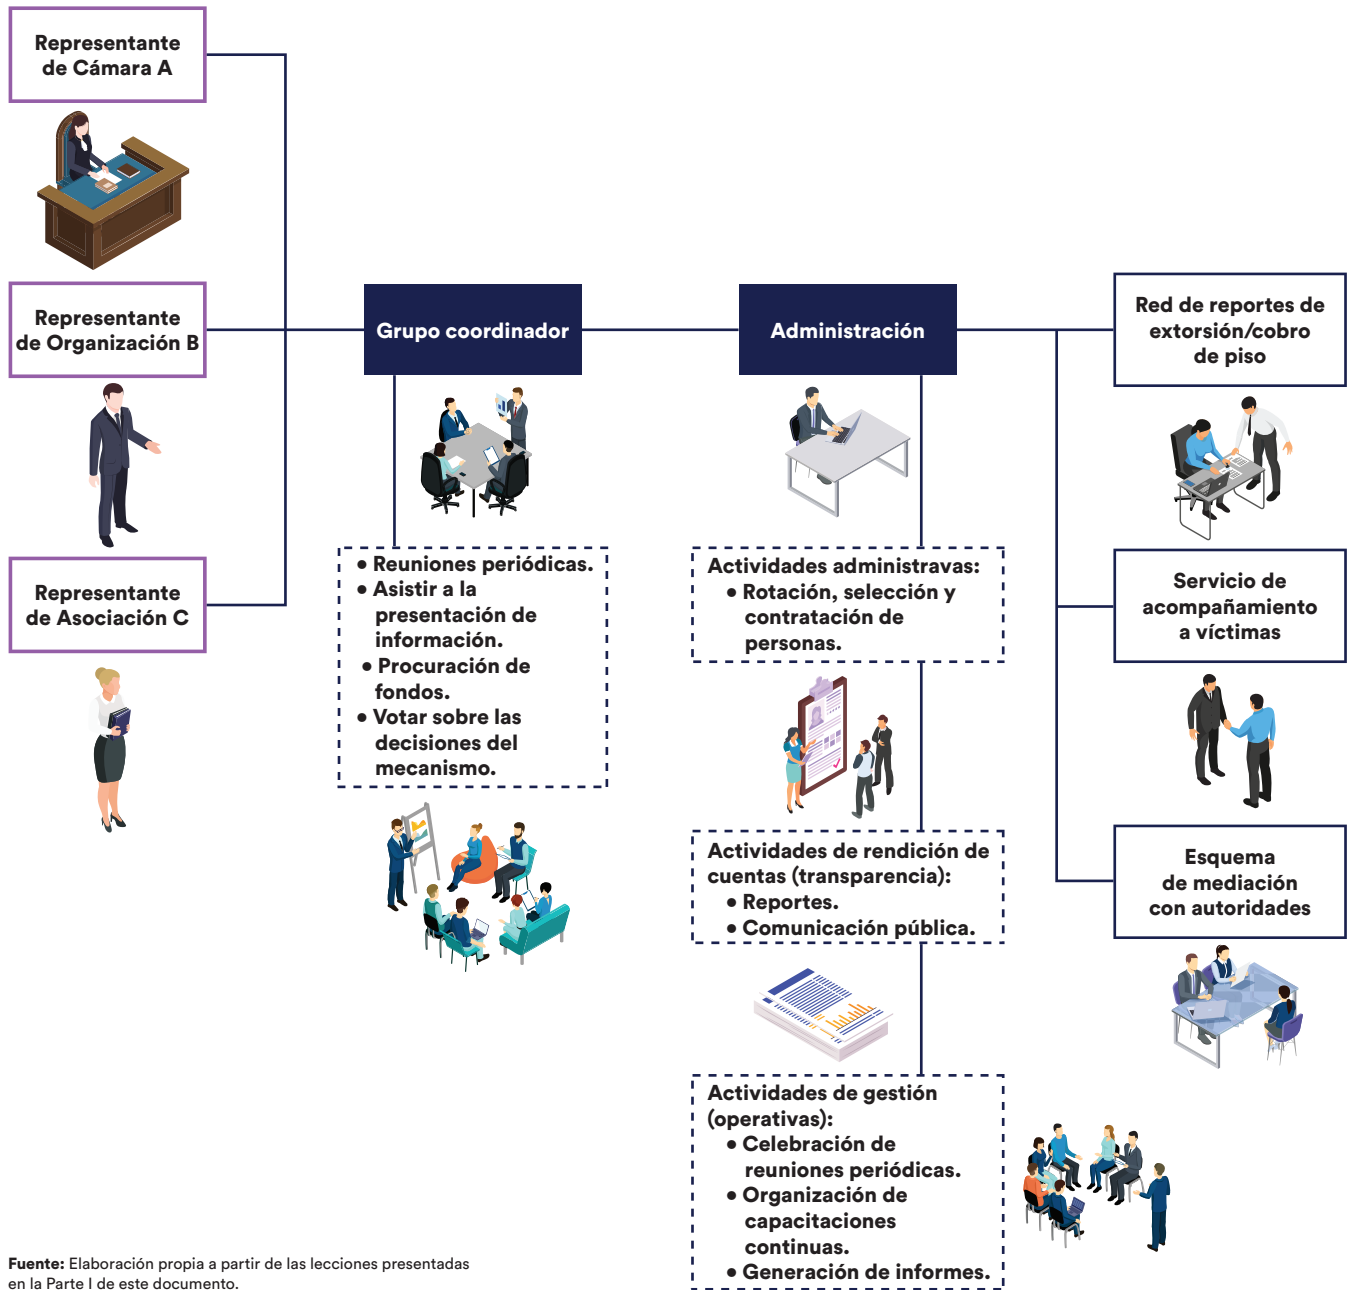 Representante
de Cámara A
Representante
de Organización B
Representante
de Asociación C
Grupo coordinador
• Reuniones periódicas.
• Asistir a la
presentación de
información.
• Procuración de
fondos.
• Votar sobre las
decisiones del
mecanismo.
Administración
Actividades administravas:
• Rotación, selección y
contratación de
personas.
Actividades de rendición de
cuentas (transparencia):
• Reportes.
• Comunicación pública.
Actividades de gestión
(operativas):
• Celebración de
reuniones periódicas.
• Organización de
capacitaciones
continuas.
• Generación de informes.
Red de reportes de
extorsión/cobro
de piso
Servicio de
acompañamiento
a víctimas
Esquema
de mediación
con autoridades
Fuente: Elaboración propia a partir de las lecciones presentadas
en la Parte I de este documento.